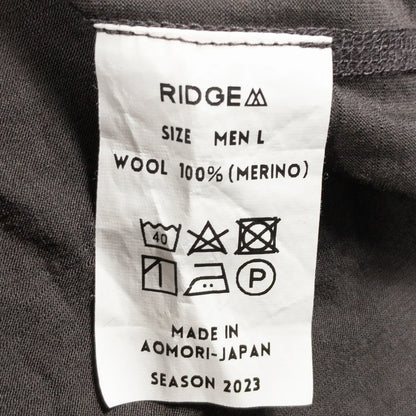 RIDGE
SIZE MEN L
WOOL 100% (MERINO)
40
P
MADE IN
AOMORI-JAPAN
SEASON 2023